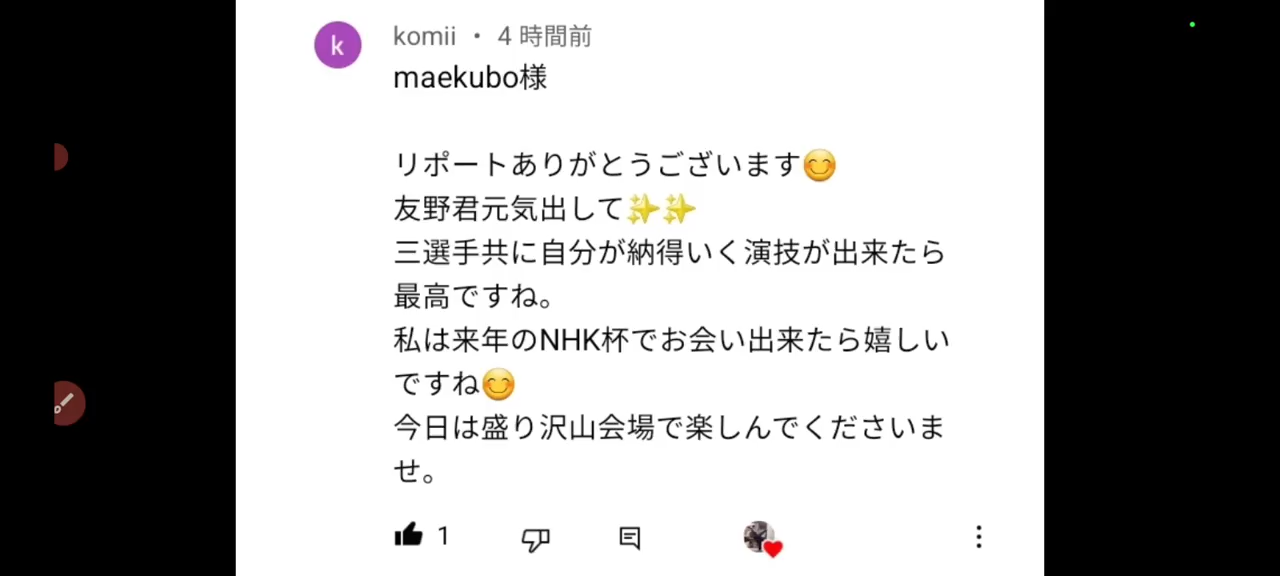 k
komii ・ 4 時間前
maekubo様
リポートありがとうございます😊
友野君元気出して✨✨
三選手共に自分が納得いく演技が出来たら
最高ですね。
私は来年のNHK杯でお会い出来たら嬉しい
ですね😊
今日は盛り沢山会場で楽しんでくださいま
せ。
1